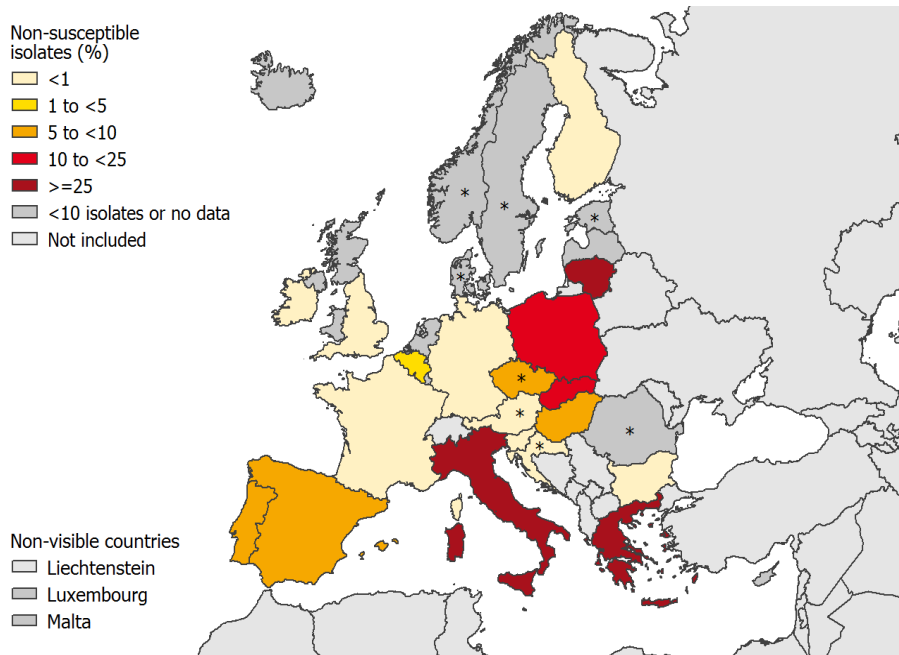 Non-susceptible
isolates (%)
<1
1 to <5
5 to <10
10 to <25
>=25
<10 isolates or no data
Not included
*
*
*
*
*
*
*
*
Non-visible countries
Liechtenstein
Luxembourg
Malta